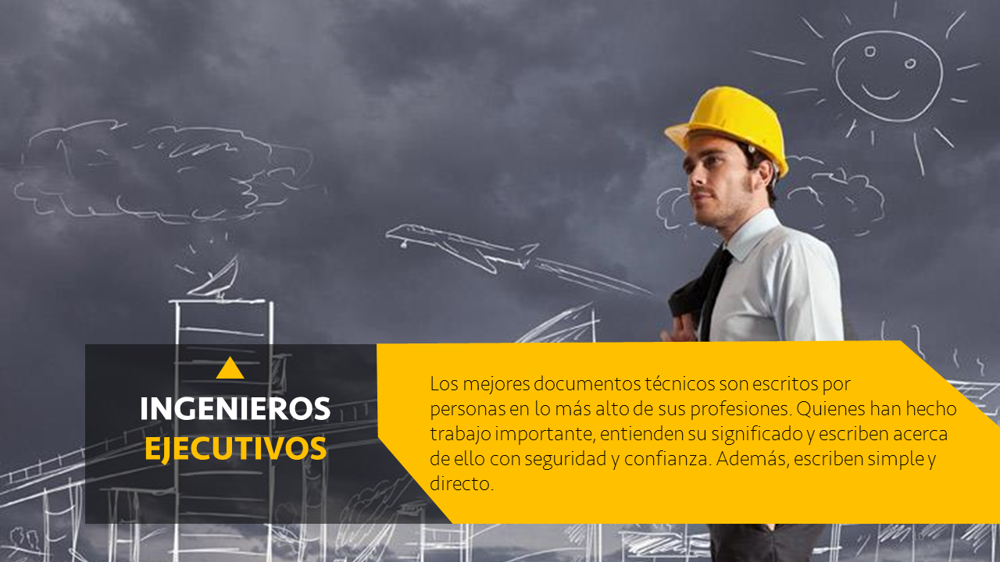 INGENIEROS
EJECUTIVOS
Los mejores documentos técnicos son escritos por
personas en lo más alto de sus profesiones. Quienes han hecho
trabajo importante, entienden su significado y escriben acerca
de ello con seguridad y confianza. Además, escriben simple y
directo.
10